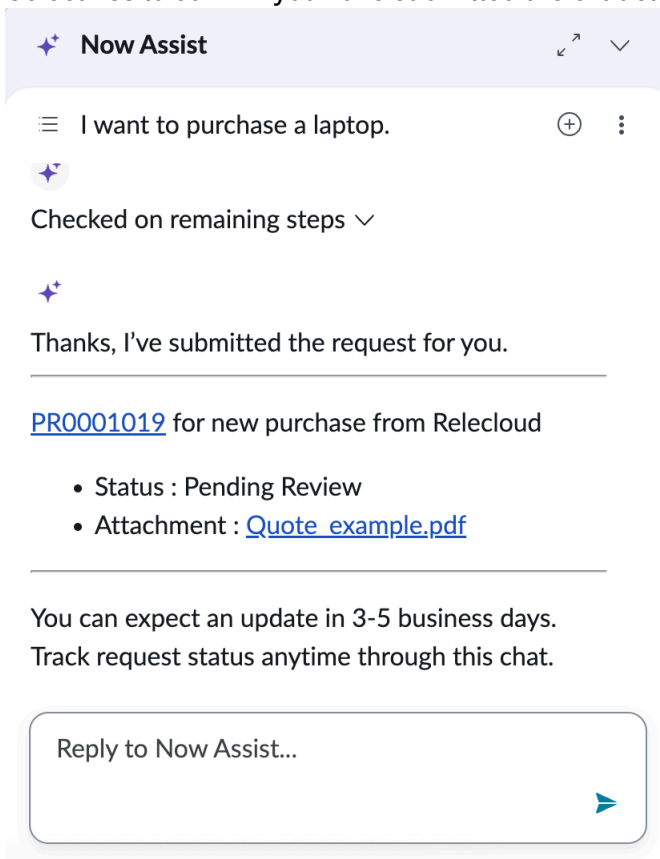 Now Assist
I want to purchase a laptop.
Checked on remaining steps
Thanks, I’ve submitted the request for you.
PR0001019 for new purchase from Relecloud
• Status : Pending Review
• Attachment : Quote_example.pdf
You can expect an update in 3-5 business days.
Track request status anytime through this chat.
Reply to Now Assist...